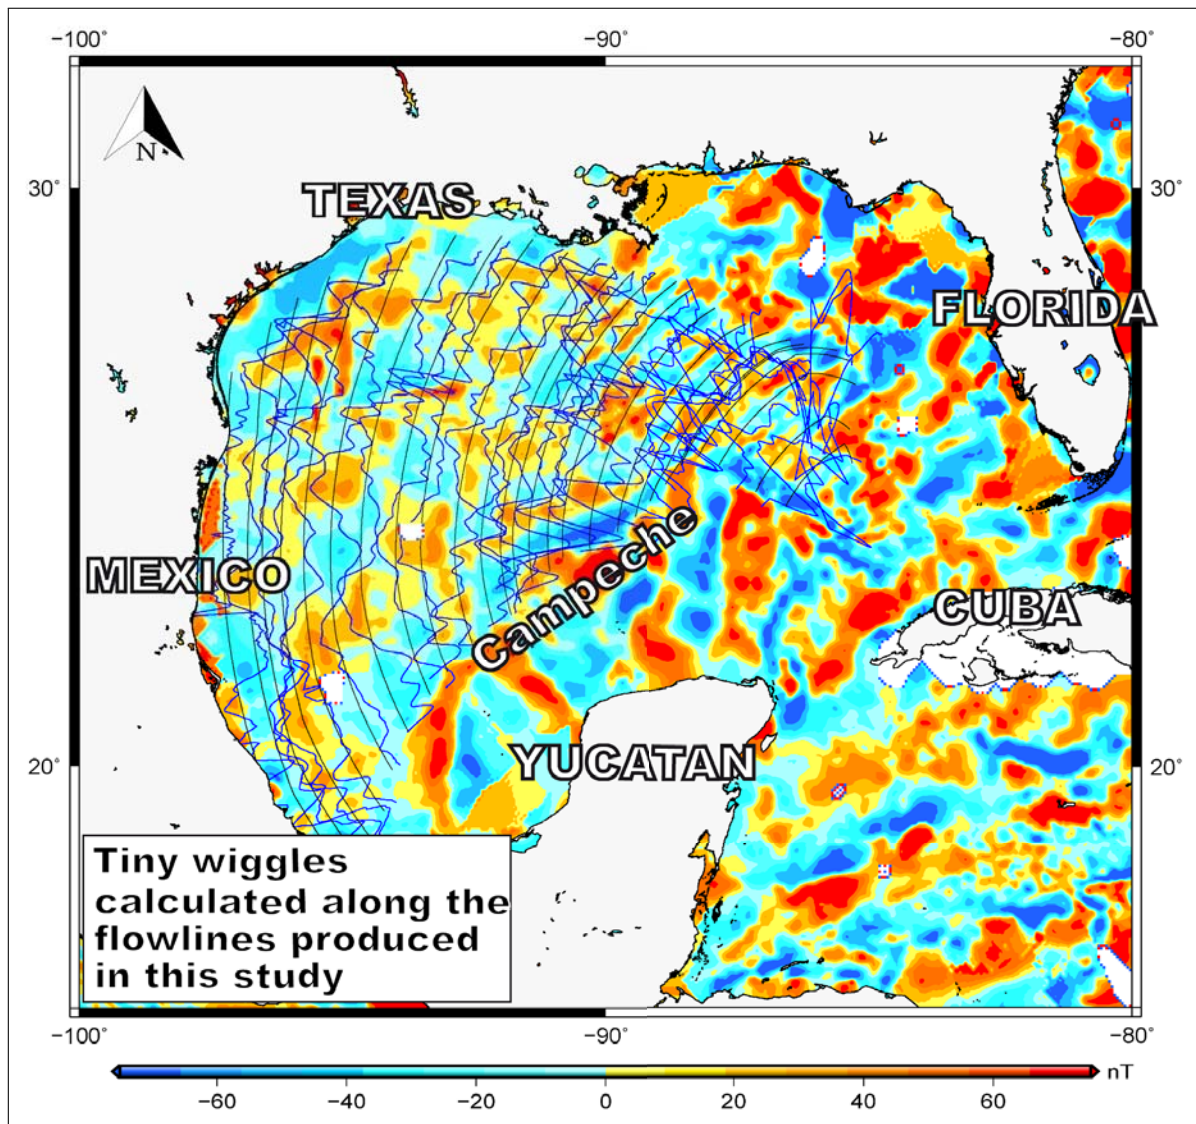 −100° −90° −80°
N
30° 30°
TEXAS
FLORIDA
Campeche
MEXICO
CUBA
20° 20°
YUCATAN
Tiny wiggles
calculated along the
flowlines produced
in this study
−100° −90° −80°
nT
−60 −40 −20 0 20 40 60